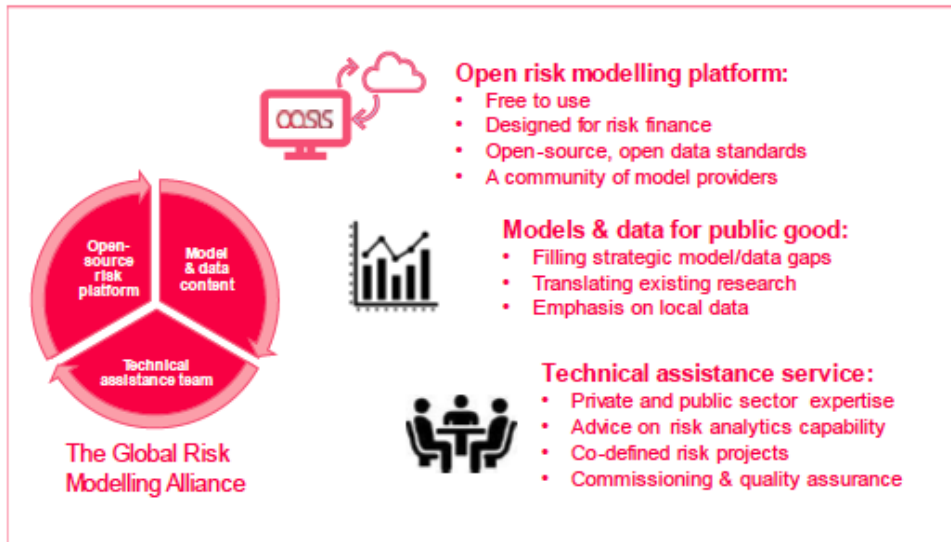 OASIS
Open risk modelling platform:
• Free to use
• Designed for risk finance
• Open-source, open data standards
• A community of model providers
Open-
source
risk
platform
Model
& data
content
Technical
assistance team
The Global Risk
Modelling Alliance
Models & data for public good:
• Filling strategic model/data gaps
• Translating existing research
• Emphasis on local data
Technical assistance service:
• Private and public sector expertise
• Advice on risk analytics capability
• Co-defined risk projects
• Commissioning & quality assurance